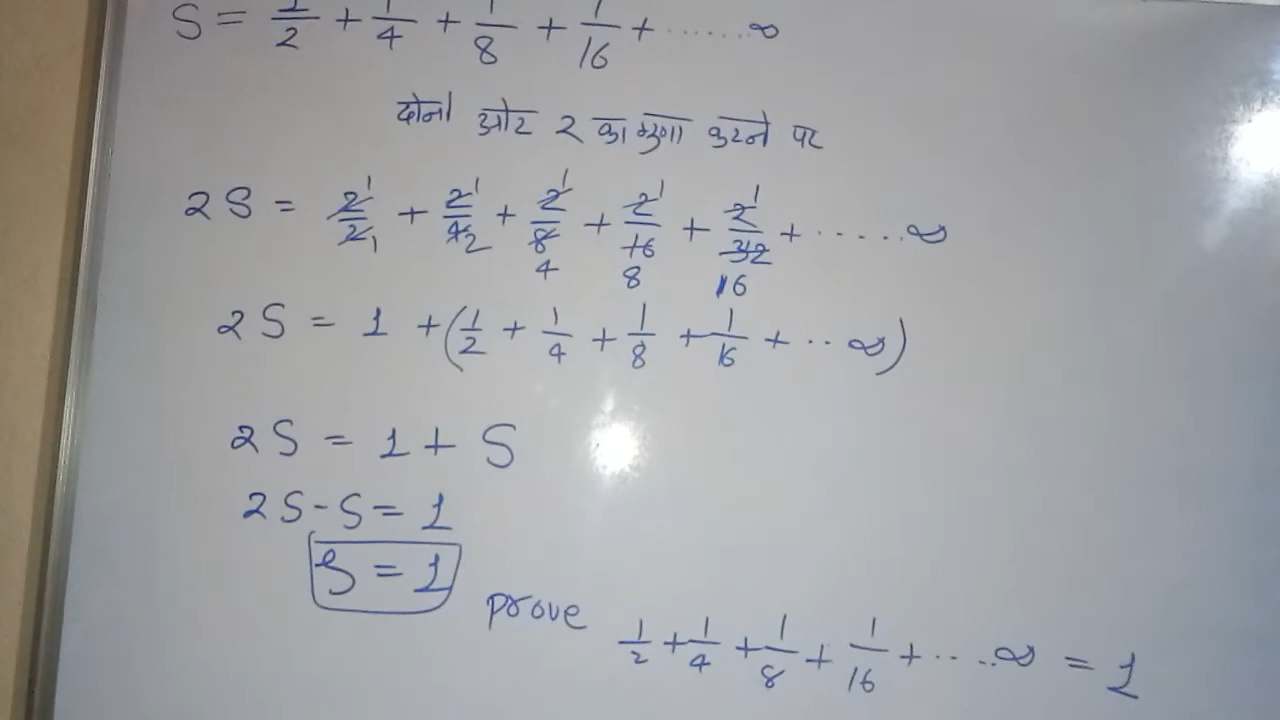 S = 1/2 + 1/4 + 1/8 + 1/16 + ....... ∞
दोनों ओर 2 का गुणा करने पर
2S = 2/2 + 2/4 + 2/8 + 2/16 + 2/32 + ...... ∞
2S = 1 + (1/2 + 1/4 + 1/8 + 1/16 + .. ∞)
2S = 1 + S
2S - S = 1
S = 1
prove 1/2 + 1/4 + 1/8 + 1/16 + ..... ∞ = 1